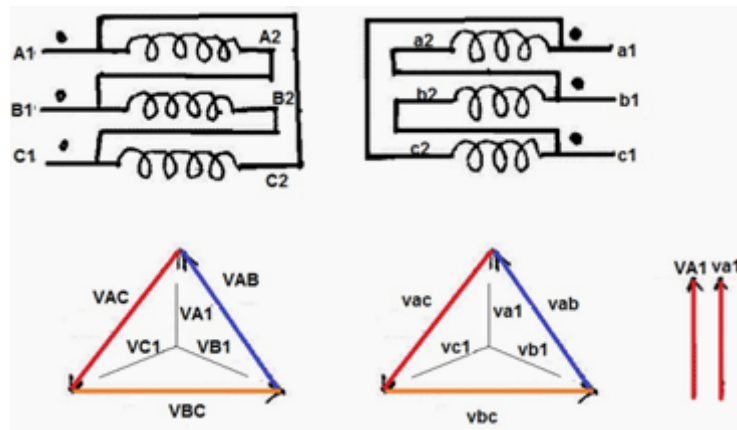 A1 A2 a2 a1
B1' B2 b2 b1
C1 C2 c2 c1
VAC VAB VA1 VC1 VB1 VBC
vac vab va1 vc1 vb1 vbc
VA1 va1